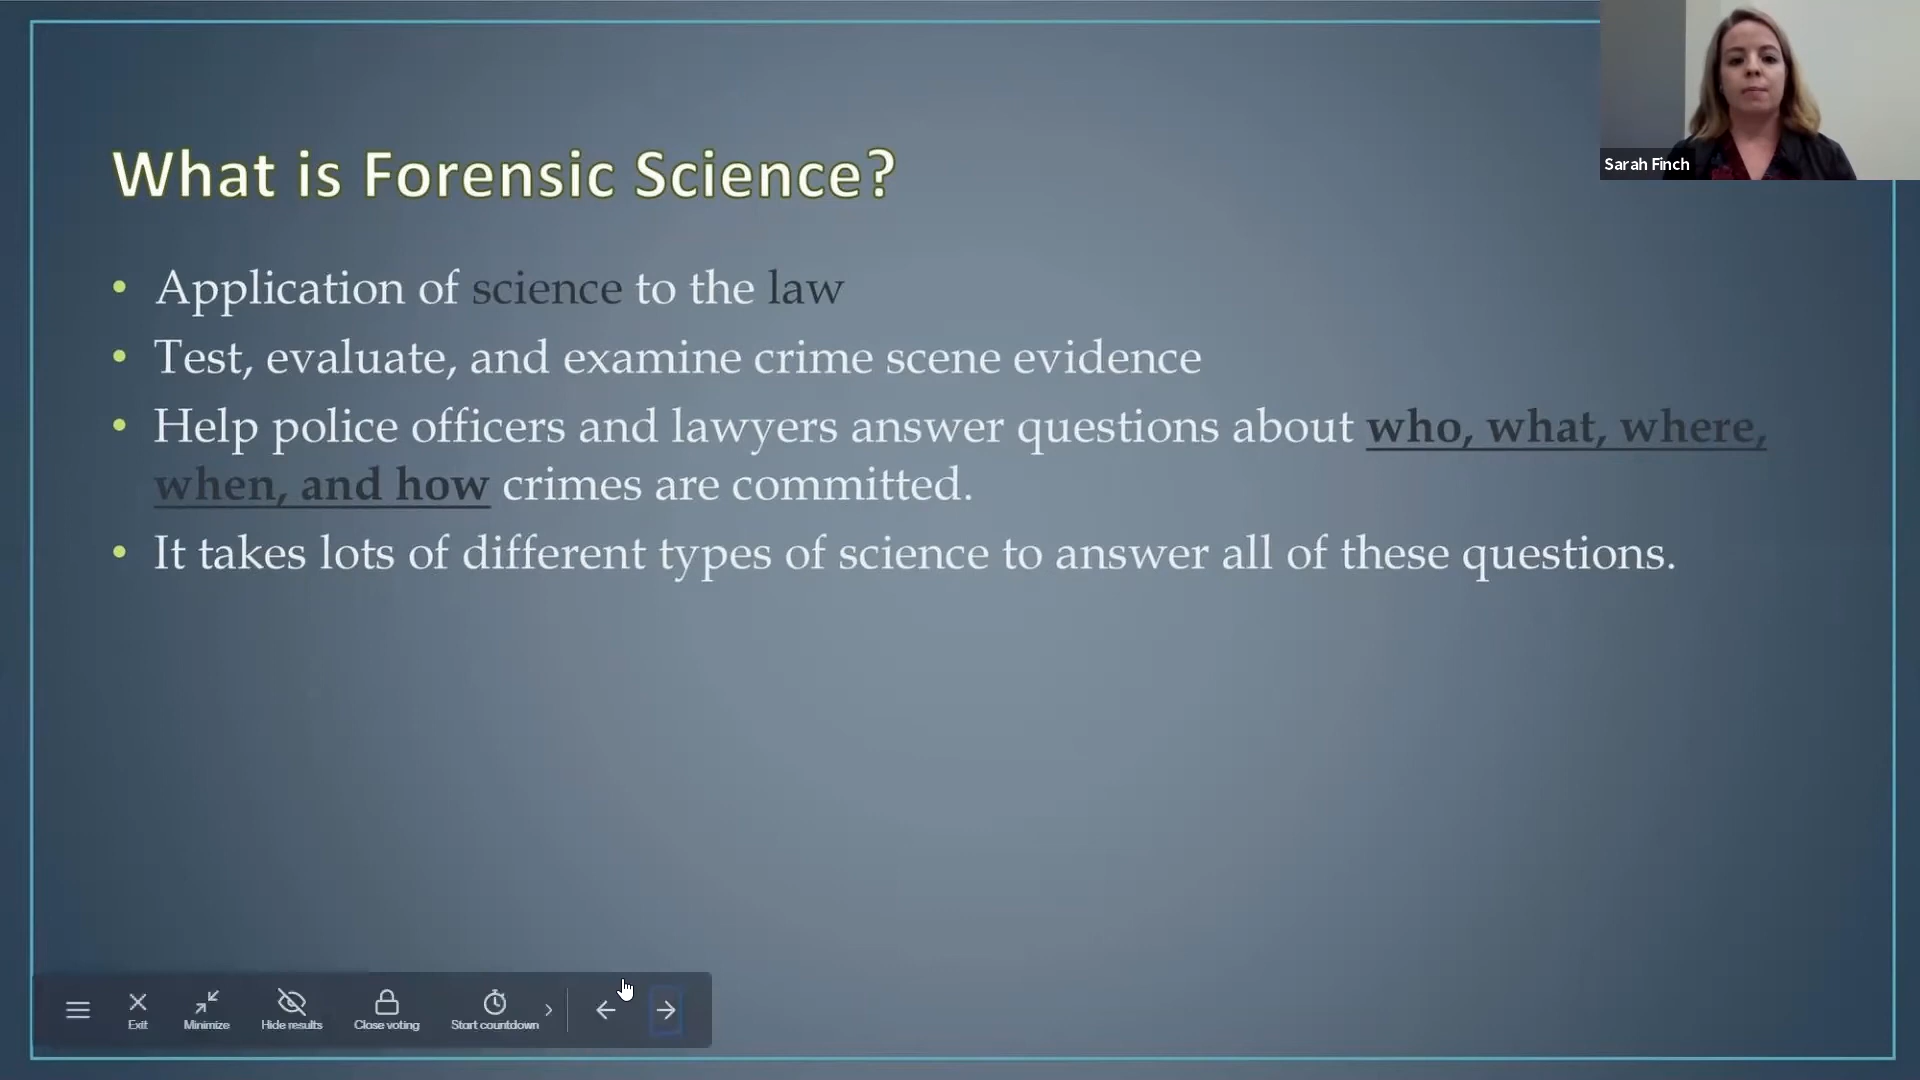 What is Forensic Science?
• Application of science to the law
• Test, evaluate, and examine crime scene evidence
• Help police officers and lawyers answer questions about who, what, where,
when, and how crimes are committed.
• It takes lots of different types of science to answer all of these questions.
Sarah Finch
Exit
Minimize
Hide results
Close voting
Start countdown